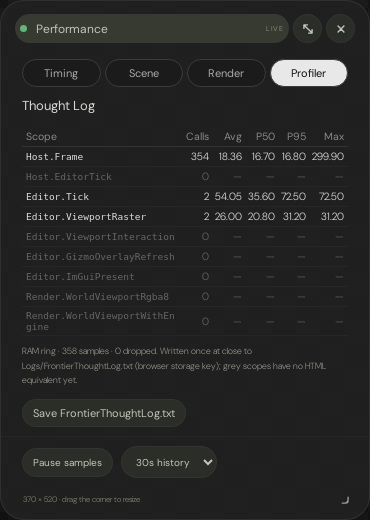 Performance LIVE
Timing Scene Render Profiler
Thought Log
Scope Calls Avg P50 P95 Max
Host.Frame 354 18.36 16.70 16.80 299.90
Host.EditorTick 0 — — — —
Editor.Tick 2 54.05 35.60 72.50 72.50
Editor.ViewportRaster 2 26.00 20.80 31.20 31.20
Editor.ViewportInteraction 0 — — — —
Editor.GizmoOverlayRefresh 0 — — — —
Editor.ImGuiPresent 0 — — — —
Render.WorldViewportRgba8 0 — — — —
Render.WorldViewportWithEn
gine 0 — — — —
RAM ring · 358 samples · 0 dropped. Written once at close to
Logs/FrontierThoughtLog.txt (browser storage key); grey scopes have no HTML
equivalent yet.
Save FrontierThoughtLog.txt
Pause samples 30s history
370 × 520 · drag the corner to resize